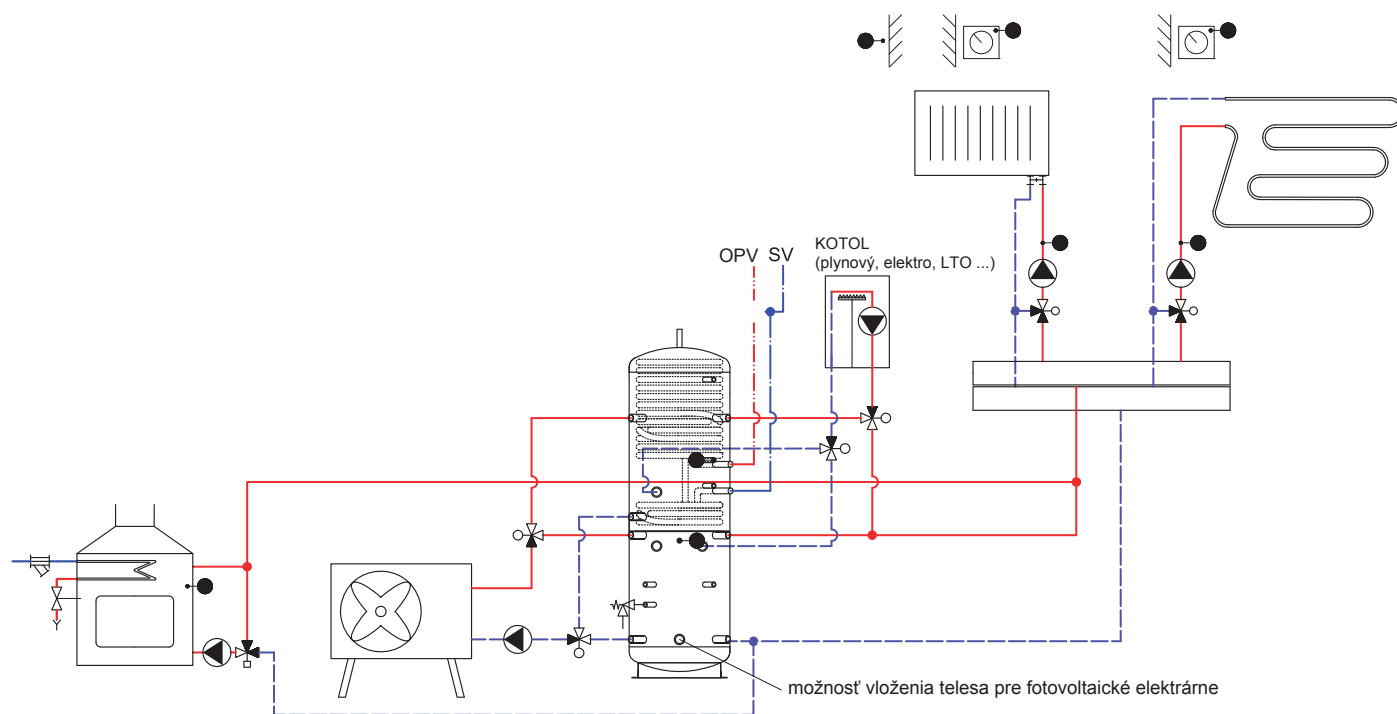 OPV SV
KOTOL
(plynový, elektro, LTO ...)
možnosť vloženia telesa pre fotovoltaické elektrárne